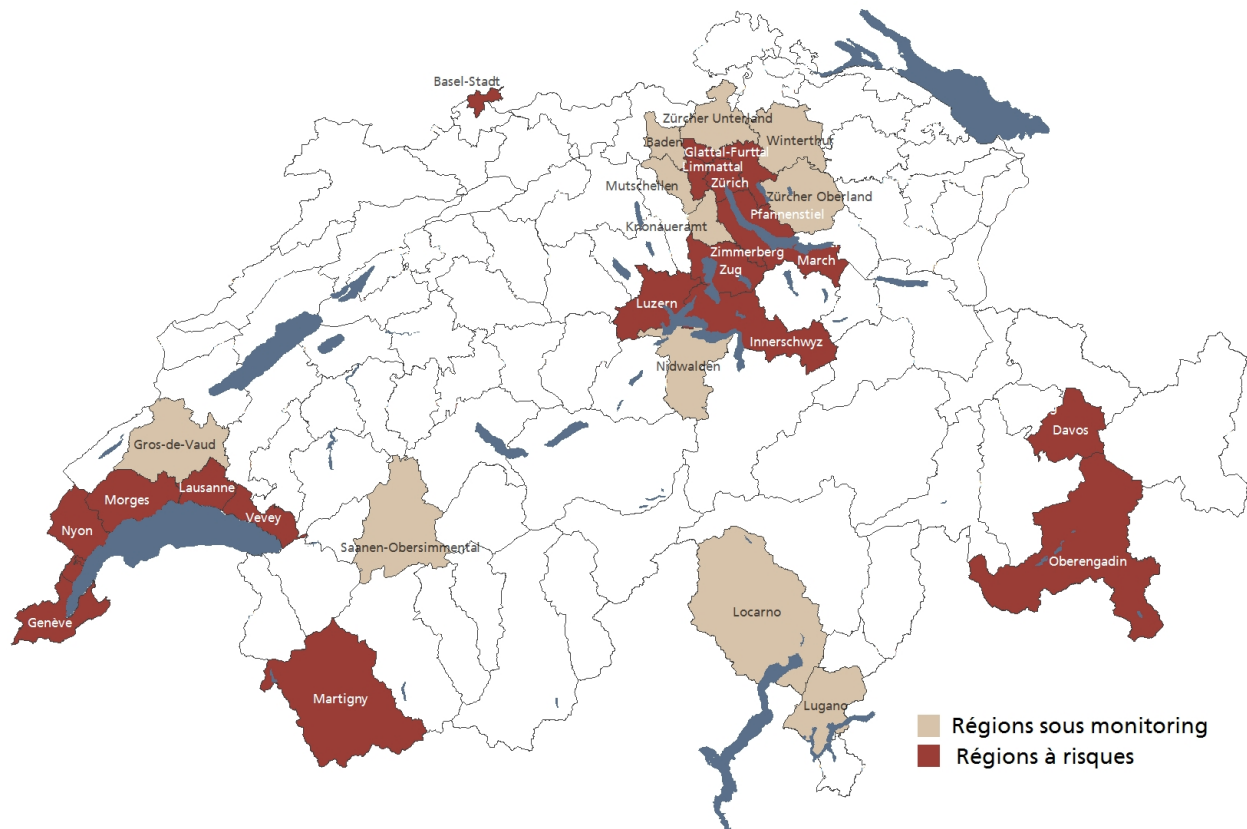 Basel-Stadt
Zürcher Unterland
Baden
Winterthur
Glattal-Furttal
Limmattal
Zürich
Mutschellen
Zürcher Oberland
Pfannenstiel
Knonaueramt
Zimmerberg
March
Zug
Luzern
Innerschwyz
Nidwalden
Davos
Gros-de-Vaud
Lausanne
Morges
Vevey
Nyon
Saanen-Obersimmental
Oberengadin
Locarno
Genève
Martigny
Lugano
Régions sous monitoring
Régions à risques